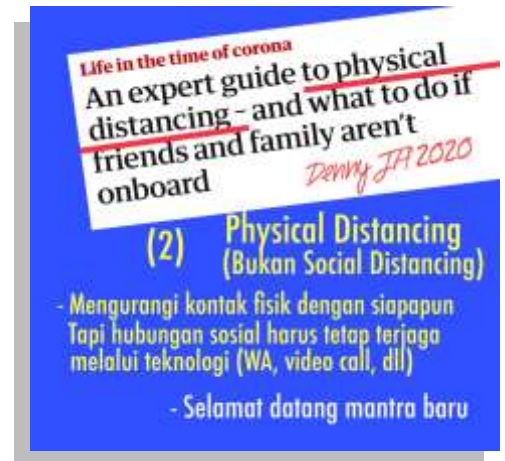 Life in the time of corona
An expert guide to physical
distancing – and what to do if
friends and family aren't
onboard
Denny JA 2020
(2) Physical Distancing
(Bukan Social Distancing)
- Mengurangi kontak fisik dengan siapapun
Tapi hubungan sosial harus tetap terjaga
melalui teknologi (WA, video call, dll)
- Selamat datang mantra baru